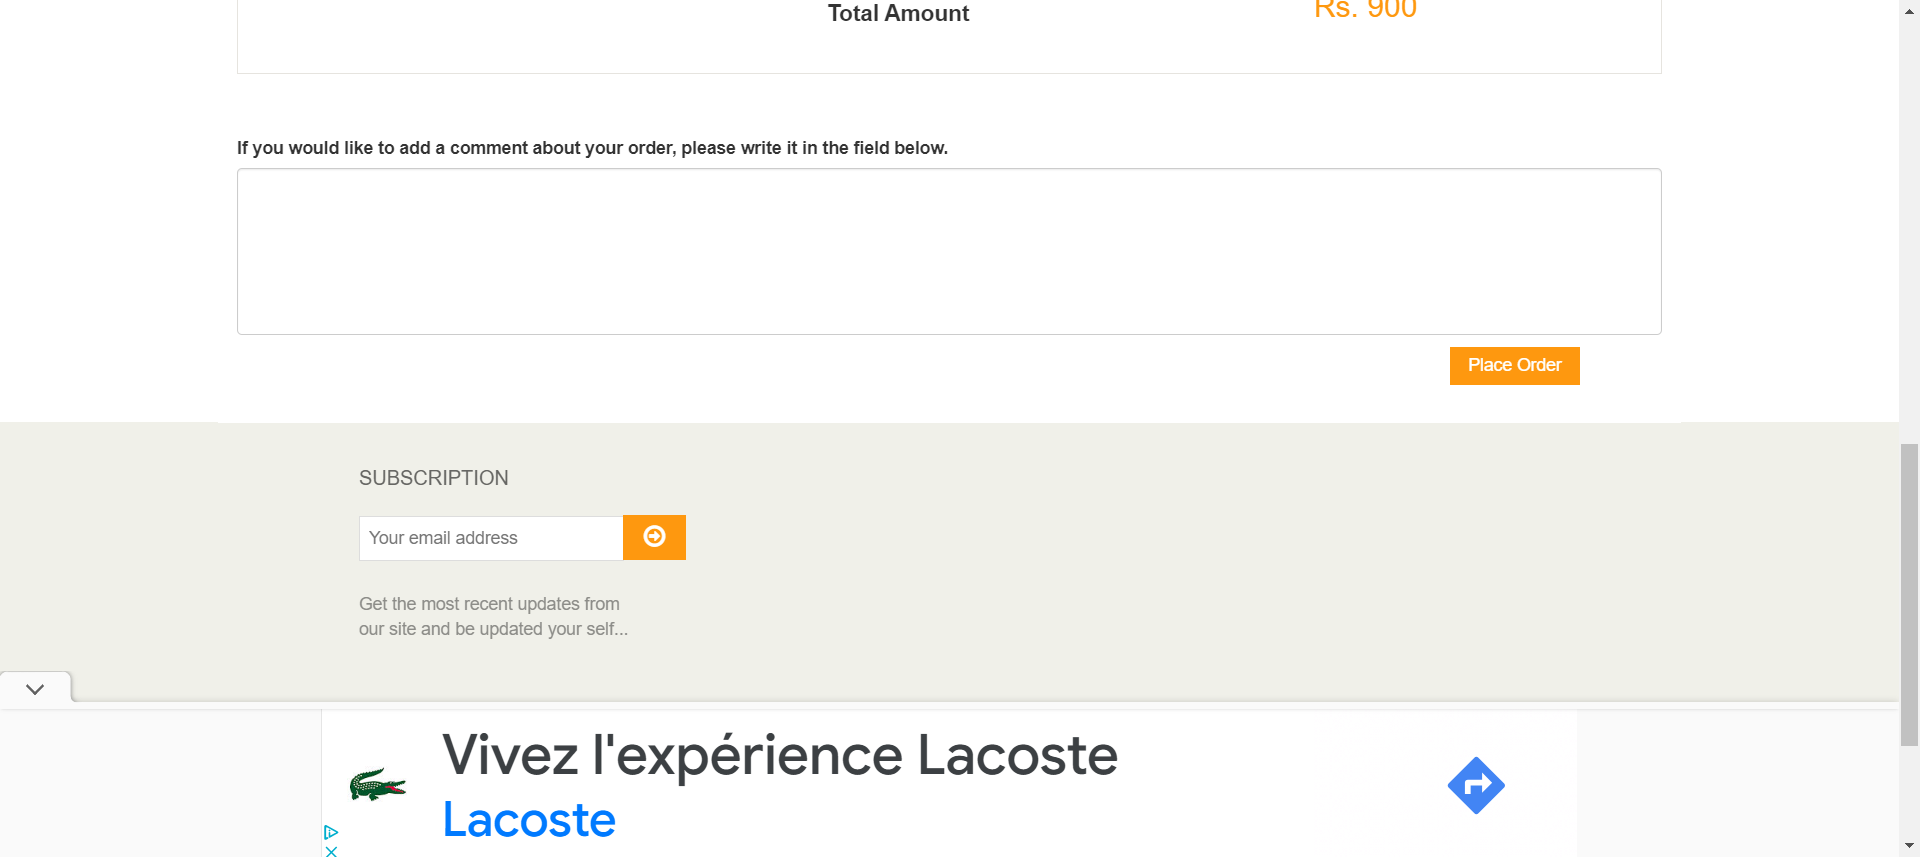 Total Amount Rs. 900
If you would like to add a comment about your order, please write it in the field below.
Place Order
SUBSCRIPTION
Your email address
Get the most recent updates from
our site and be updated your self...
Vivez l'expérience Lacoste
Lacoste